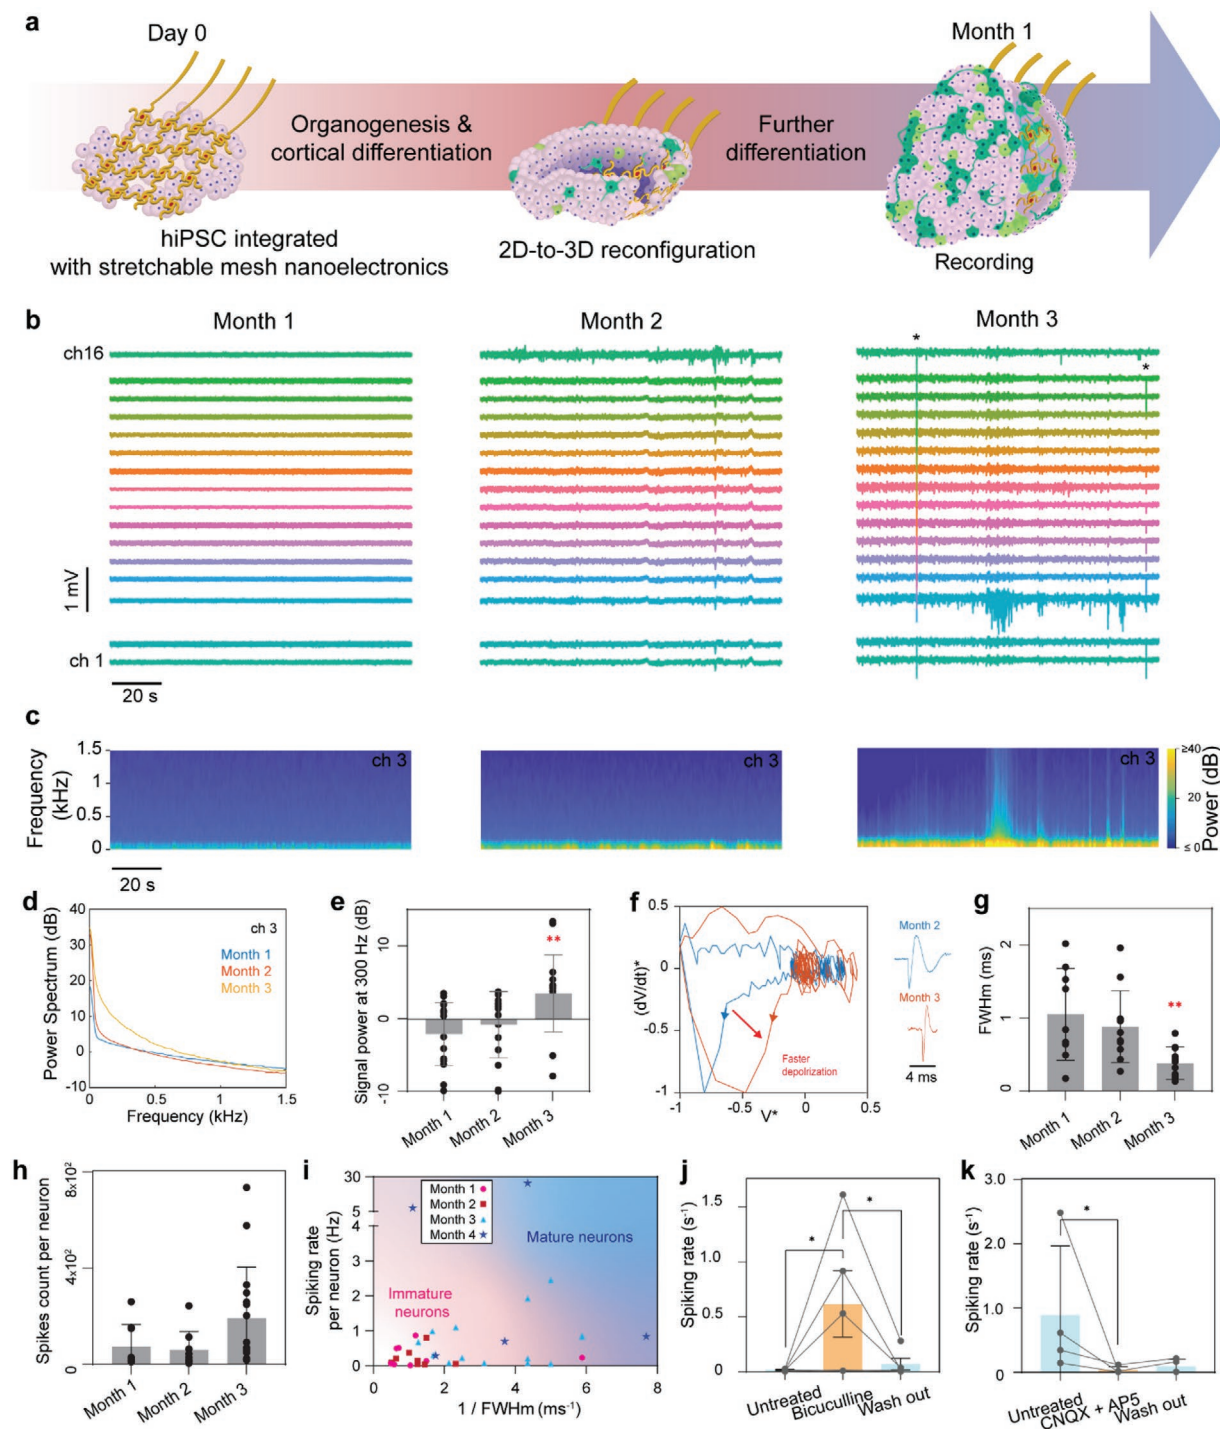 a
Day 0
Month 1
Organogenesis &
cortical differentiation
Further
differentiation
hiPSC integrated
with stretchable mesh nanoelectronics
2D-to-3D reconfiguration
Recording
b
Month 1
Month 2
Month 3
ch16
*
*
1 mV
ch 1
20 s
c
Frequency
(kHz)
1.5
1
0.5
0
ch 3
ch 3
ch 3
≥40
20
≤ 0
Power (dB)
20 s
d
Power Spectrum (dB)
40
30
20
10
0
-10
ch 3
Month 1
Month 2
Month 3
0
0.5
1
1.5
Frequency (kHz)
e
Signal power at 300 Hz (dB)
10
0
-10
**
Month 1
Month 2
Month 3
f
(dV/dt)*
0.5
0
-0.5
-1
Faster
depolrization
-1
-0.5
0
0.5
V*
Month 2
Month 3
4 ms
g
FWHm (ms)
2
1
0
**
Month 1
Month 2
Month 3
h
Spikes count per neuron
8x10²
4x10²
0
Month 1
Month 2
Month 3
i
Spiking rate
per neuron (Hz)
30
5
4
3
2
1
0
Month 1
Month 2
Month 3
Month 4
Mature neurons
Immature
neurons
0
2
4
6
8
1 / FWHm (ms⁻¹)
j
Spiking rate (s⁻¹)
1.5
1.0
0.5
0
*
*
Untreated
Bicuculline
Wash out
k
Spiking rate (s⁻¹)
3.0
2.0
1.0
0
*
Untreated
CNQX + AP5
Wash out